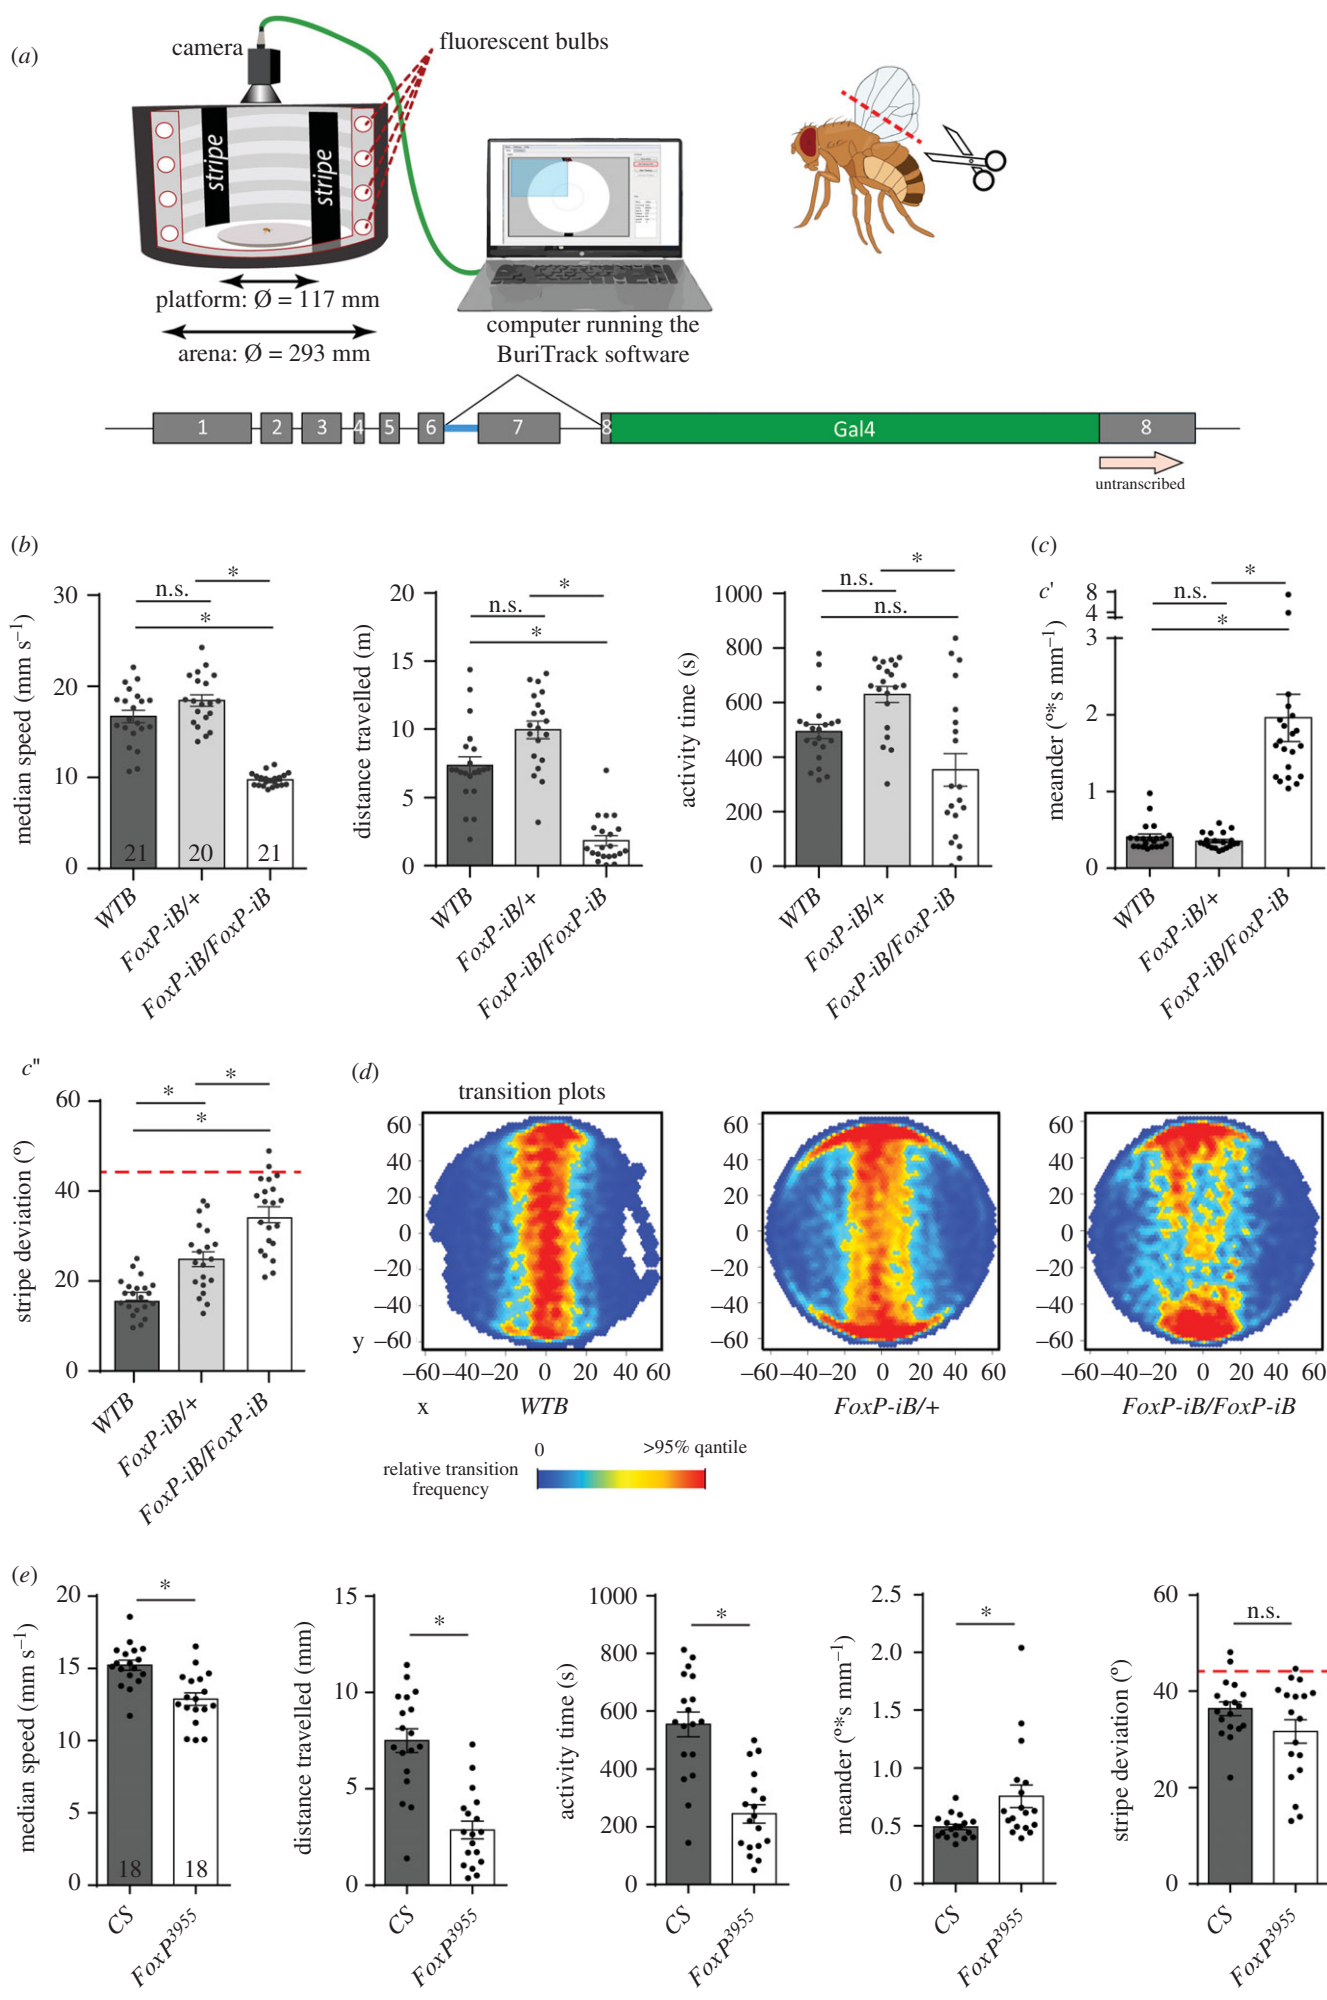 (a)
camera
fluorescent bulbs
stripe
stripe
platform: Ø = 117 mm
arena: Ø = 293 mm
computer running the
BuriTrack software
1 2 3 4 5 6 7 8 Gal4 8
untranscribed
(b)
median speed (mm s⁻¹)
30
20
10
0
n.s.
*
*
21 20 21
WTB
FoxP-iB/+
FoxP-iB/FoxP-iB
distance travelled (m)
20
15
10
5
0
n.s.
*
*
WTB
FoxP-iB/+
FoxP-iB/FoxP-iB
activity time (s)
1000
800
600
400
200
0
n.s.
*
n.s.
WTB
FoxP-iB/+
FoxP-iB/FoxP-iB
(c)
c'
meander (º*s mm⁻¹)
8
4
3
2
1
0
n.s.
*
*
WTB
FoxP-iB/+
FoxP-iB/FoxP-iB
c"
stripe deviation (º)
60
40
20
0
*
*
*
WTB
FoxP-iB/+
FoxP-iB/FoxP-iB
(d)
transition plots
60
40
20
0
−20
−40
−60
y
−60 −40 −20 0 20 40 60
x
WTB
60
40
20
0
−20
−40
−60
−60 −40 −20 0 20 40 60
FoxP-iB/+
60
40
20
0
−20
−40
−60
−60 −40 −20 0 20 40 60
FoxP-iB/FoxP-iB
0
>95% qantile
relative transition
frequency
(e)
median speed (mm s⁻¹)
20
15
10
5
0
*
18 18
CS
FoxP³⁹⁵⁵
distance travelled (mm)
15
10
5
0
*
CS
FoxP³⁹⁵⁵
activity time (s)
1000
800
600
400
200
0
*
CS
FoxP³⁹⁵⁵
meander (º*s mm⁻¹)
2.5
2.0
1.5
1.0
0.5
0
*
CS
FoxP³⁹⁵⁵
stripe deviation (º)
60
40
20
0
n.s.
CS
FoxP³⁹⁵⁵